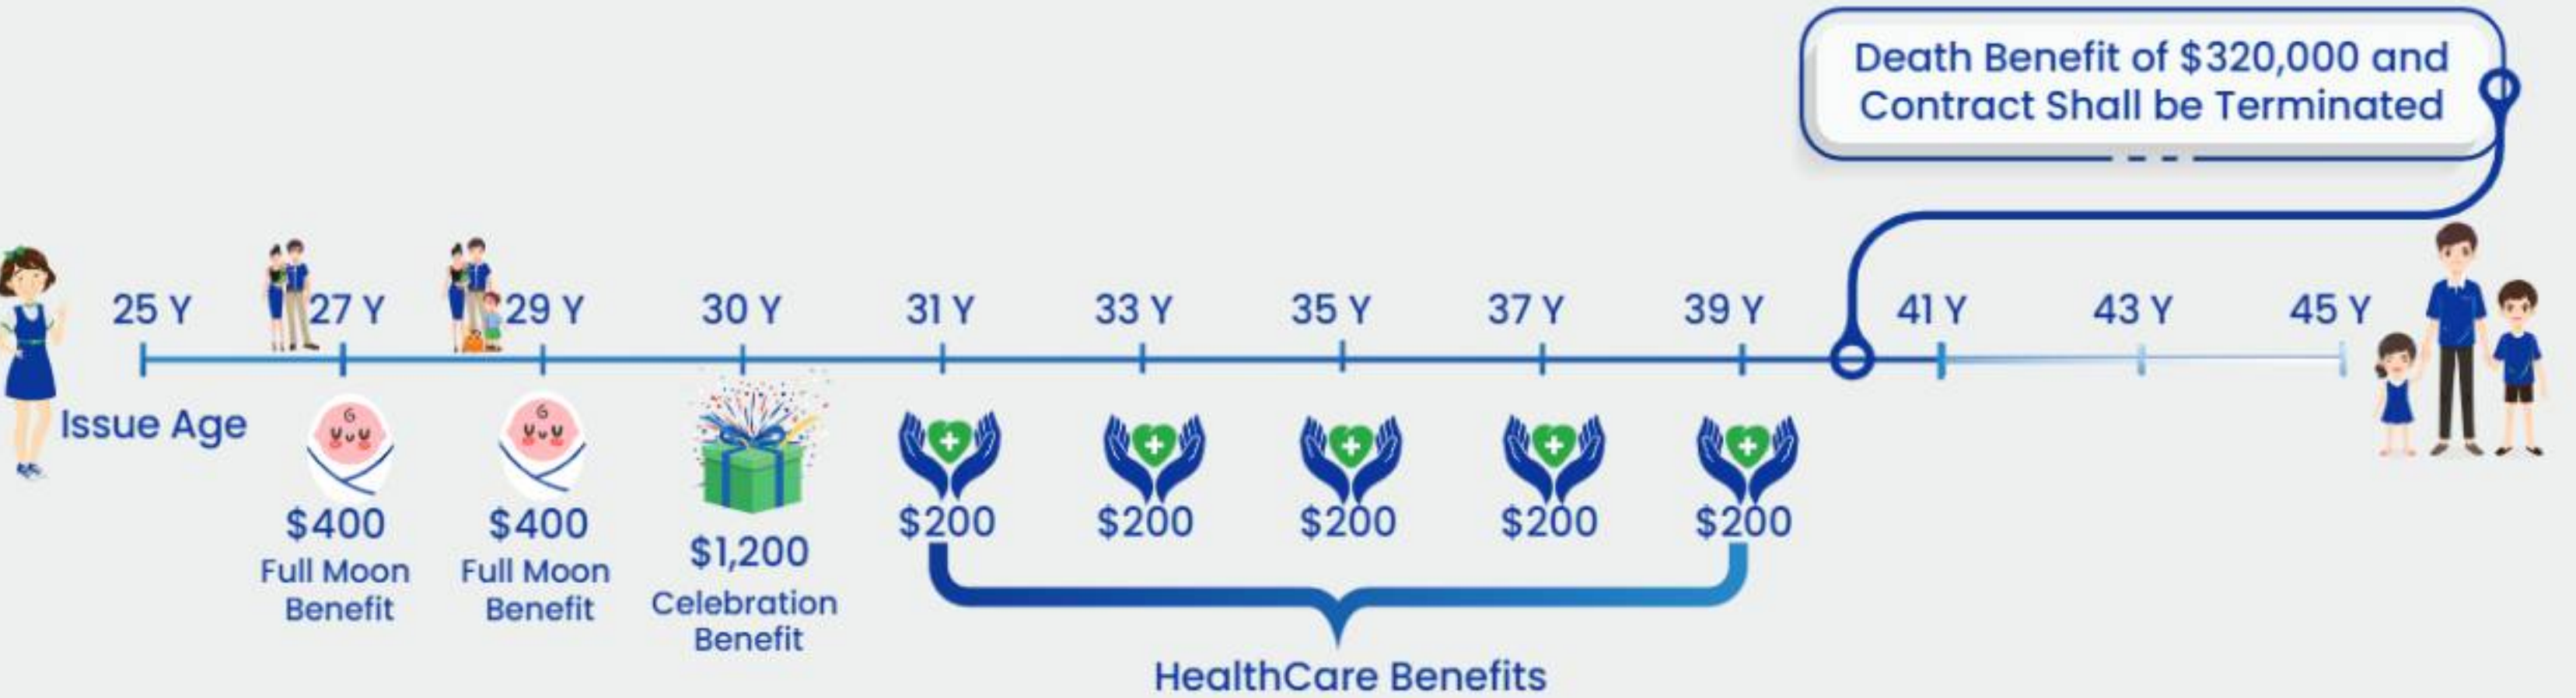 Death Benefit of $320,000 and
Contract Shall be Terminated
25 Y
27 Y
29 Y
30 Y
31 Y
33 Y
35 Y
37 Y
39 Y
41 Y
43 Y
45 Y
Issue Age
$400
Full Moon
Benefit
$400
Full Moon
Benefit
$1,200
Celebration
Benefit
$200
$200
$200
$200
$200
HealthCare Benefits